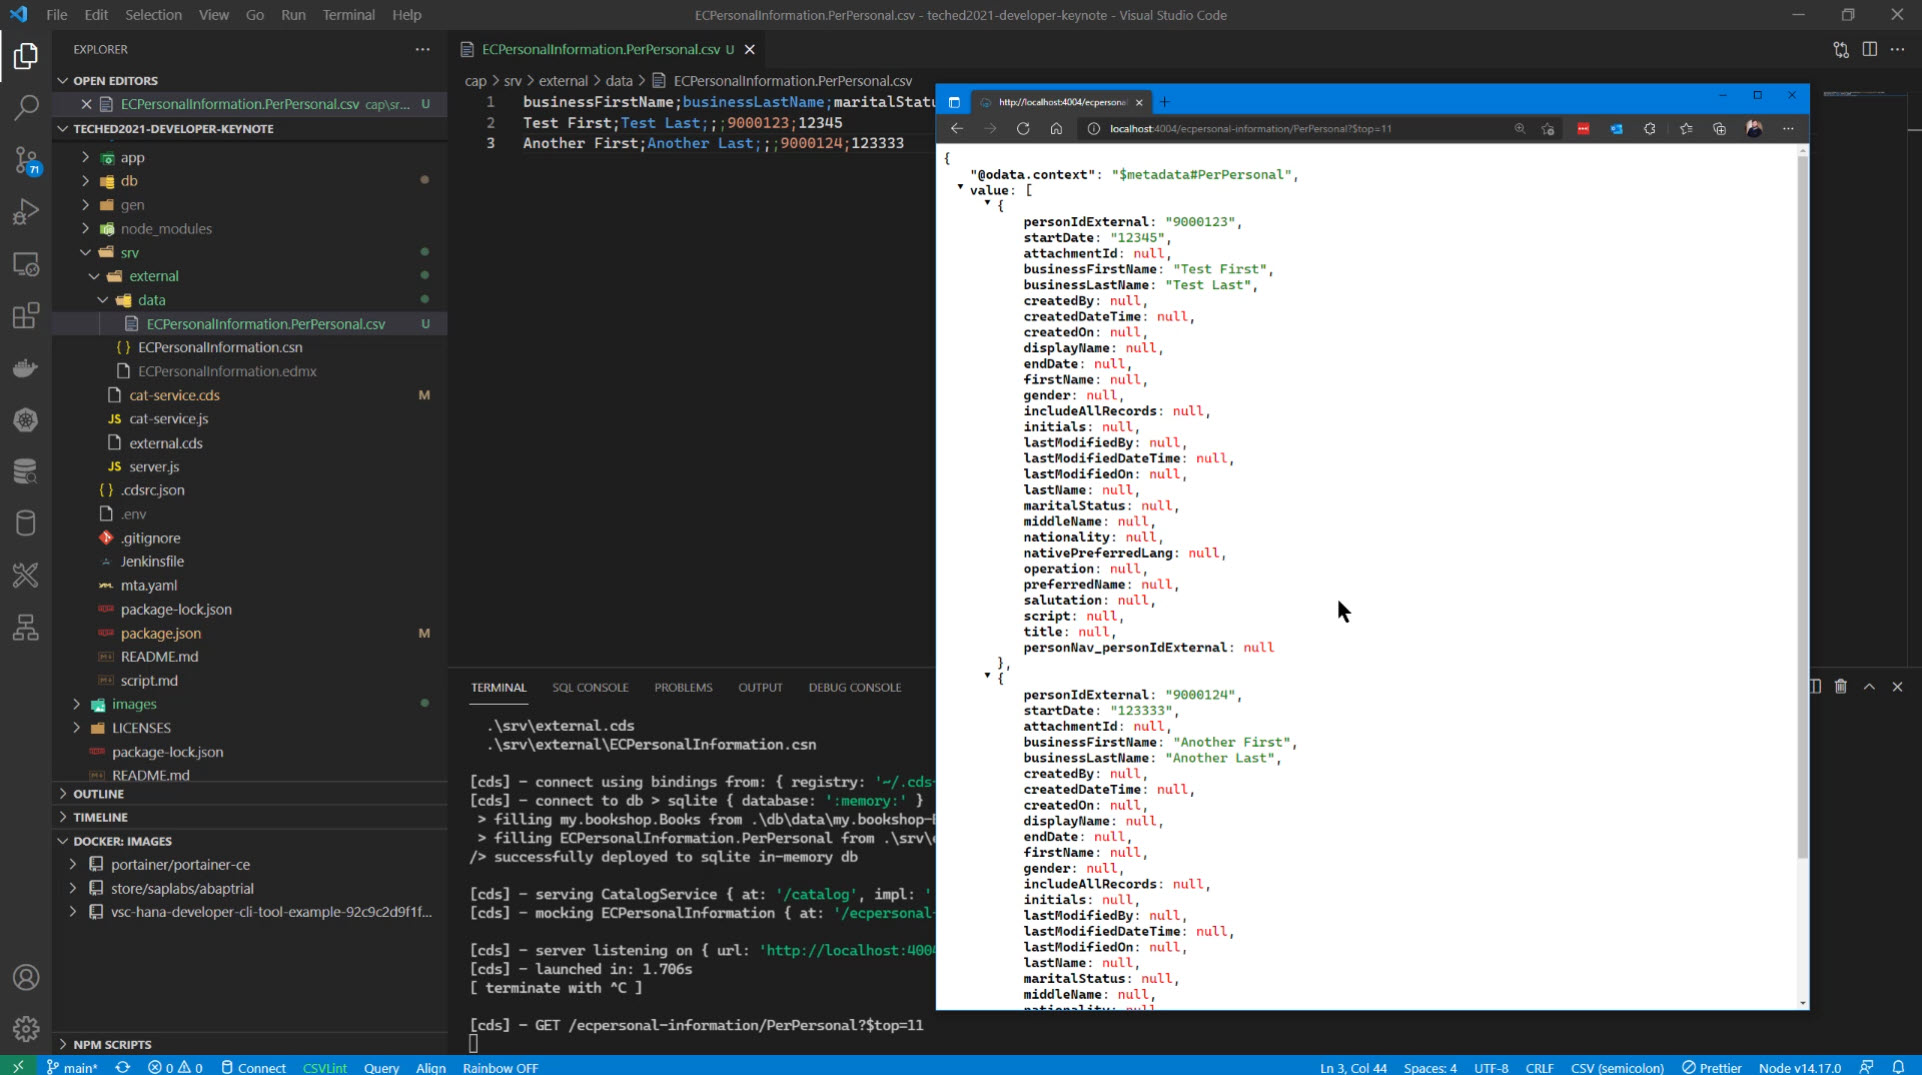 File Edit Selection View Go Run Terminal Help
ECPersonalInformation.PerPersonal.csv - teched2021-developer-keynote - Visual Studio Code
EXPLORER
OPEN EDITORS
ECPersonalInformation.PerPersonal.csv cap\sr... U
TECHED2021-DEVELOPER-KEYNOTE
app
db
gen
node_modules
srv
external
data
ECPersonalInformation.PerPersonal.csv U
ECPersonalInformation.csn
ECPersonalInformation.edmx
cat-service.cds M
JS cat-service.js
external.cds
JS server.js
.cdsrc.json
.env
.gitignore
Jenkinsfile
mta.yaml
package-lock.json
package.json M
README.md
script.md
images
LICENSES
package-lock.json
README.md
OUTLINE
TIMELINE
DOCKER: IMAGES
portainer/portainer-ce
store/saplabs/abaptrial
vsc-hana-developer-cli-tool-example-92c9c2d9f1f...
NPM SCRIPTS
71
ECPersonalInformation.PerPersonal.csv U
cap > srv > external > data > ECPersonalInformation.PerPersonal.csv
1 businessFirstName;businessLastName;maritalStatu
2 Test First;Test Last;;;9000123;12345
3 Another First;Another Last;;;9000124;123333
TERMINAL SQL CONSOLE PROBLEMS OUTPUT DEBUG CONSOLE
.\srv\external.cds
.\srv\external\ECPersonalInformation.csn
[cds] - connect using bindings from: { registry: '~/.cds-
[cds] - connect to db > sqlite { database: ':memory:' }
> filling my.bookshop.Books from .\db\data\my.bookshop-
> filling ECPersonalInformation.PerPersonal from .\srv\
/> successfully deployed to sqlite in-memory db
[cds] - serving CatalogService { at: '/catalog', impl: '
[cds] - mocking ECPersonalInformation { at: '/ecpersonal-
[cds] - server listening on { url: 'http://localhost:4004
[cds] - launched in: 1.706s
[ terminate with ^C ]
[cds] - GET /ecpersonal-information/PerPersonal?$top=11
http://localhost:4004/ecpersonal
localhost:4004/ecpersonal-information/PerPersonal?$top=11
{
"@odata.context": "$metadata#PerPersonal",
value: [
{
personIdExternal: "9000123",
startDate: "12345",
attachmentId: null,
businessFirstName: "Test First",
businessLastName: "Test Last",
createdBy: null,
createdDateTime: null,
createdOn: null,
displayName: null,
endDate: null,
firstName: null,
gender: null,
includeAllRecords: null,
initials: null,
lastModifiedBy: null,
lastModifiedDateTime: null,
lastModifiedOn: null,
lastName: null,
maritalStatus: null,
middleName: null,
nationality: null,
nativePreferredLang: null,
operation: null,
preferredName: null,
salutation: null,
script: null,
title: null,
personNav_personIdExternal: null
},
{
personIdExternal: "9000124",
startDate: "123333",
attachmentId: null,
businessFirstName: "Another First",
businessLastName: "Another Last",
createdBy: null,
createdDateTime: null,
createdOn: null,
displayName: null,
endDate: null,
firstName: null,
gender: null,
includeAllRecords: null,
initials: null,
lastModifiedBy: null,
lastModifiedDateTime: null,
lastModifiedOn: null,
lastName: null,
maritalStatus: null,
middleName: null,
main* 0 0 Connect CSVLint Query Align Rainbow OFF
Ln 3, Col 44 Spaces: 4 UTF-8 CRLF CSV (semicolon) Prettier Node v14.17.0